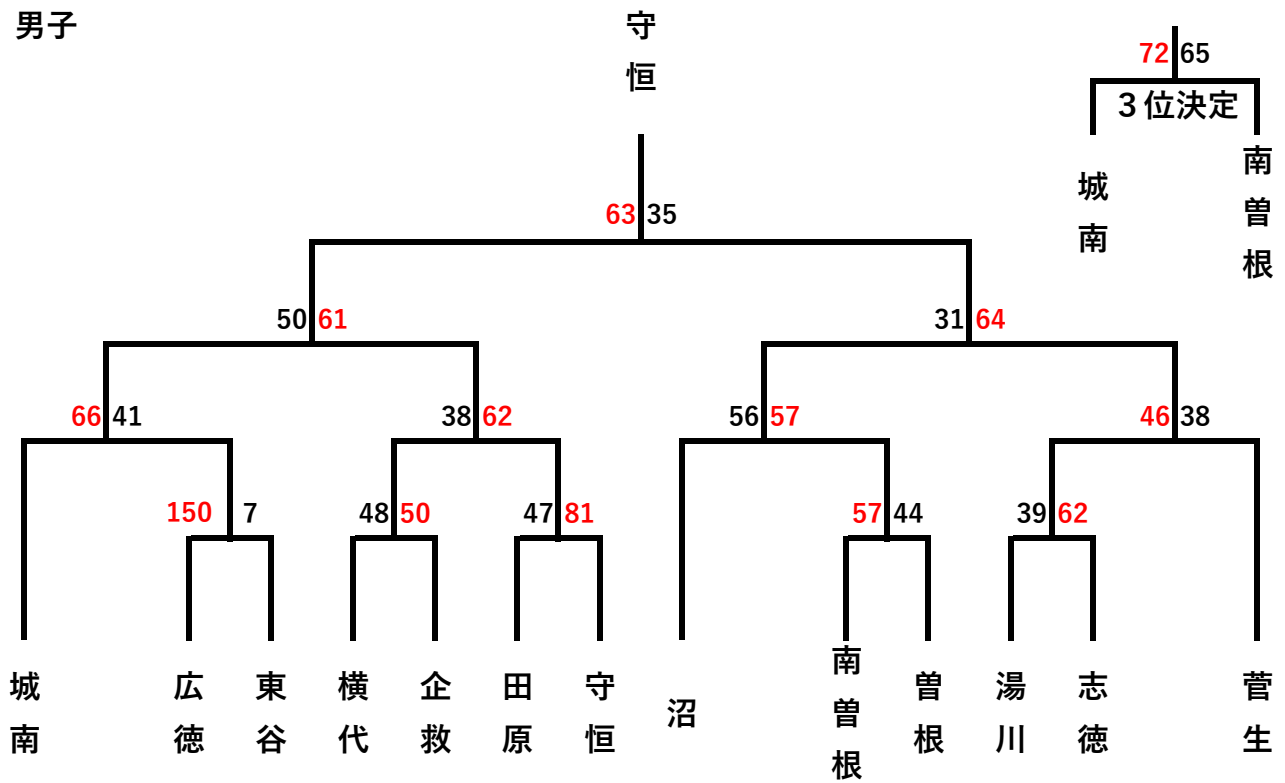 男子
守恒
72 65
３位決定
城南
南曽根
63 35
50 61
31 64
66 41
38 62
56 57
46 38
150 7
48 50
47 81
57 44
39 62
城南
広徳
東谷
横代
企救
田原
守恒
沼
南曽根
曽根
湯川
志徳
菅生